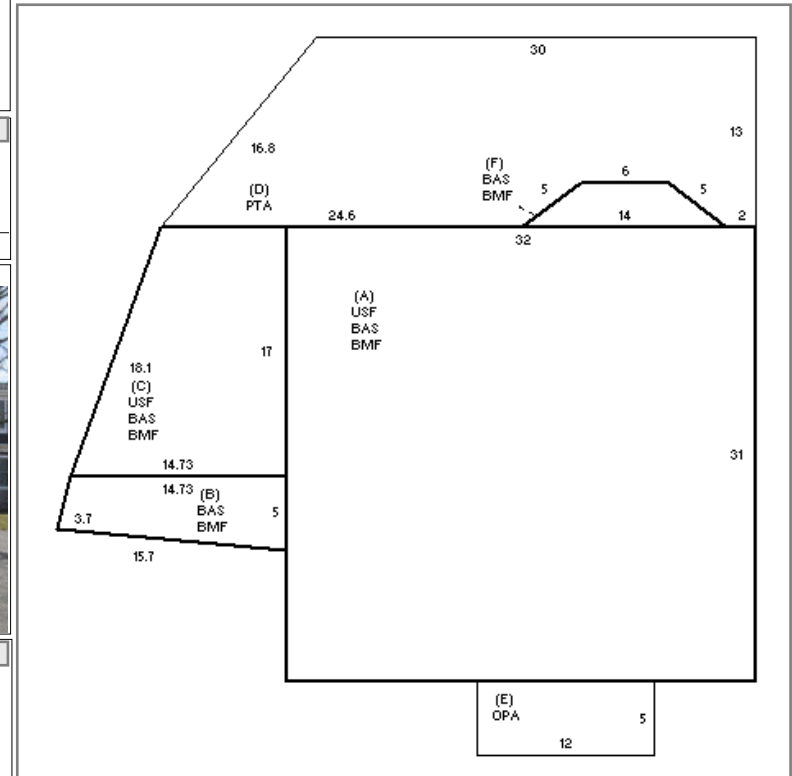 30
13
16.8
(F)
BAS
BMF
5
6
5
(D)
PTA
24.6
14
2
32
(A)
USF
BAS
BMF
17
18.1
(C)
USF
BAS
BMF
31
14.73
14.73
(B)
BAS
BMF
5
3.7
15.7
(E)
OPA
5
12